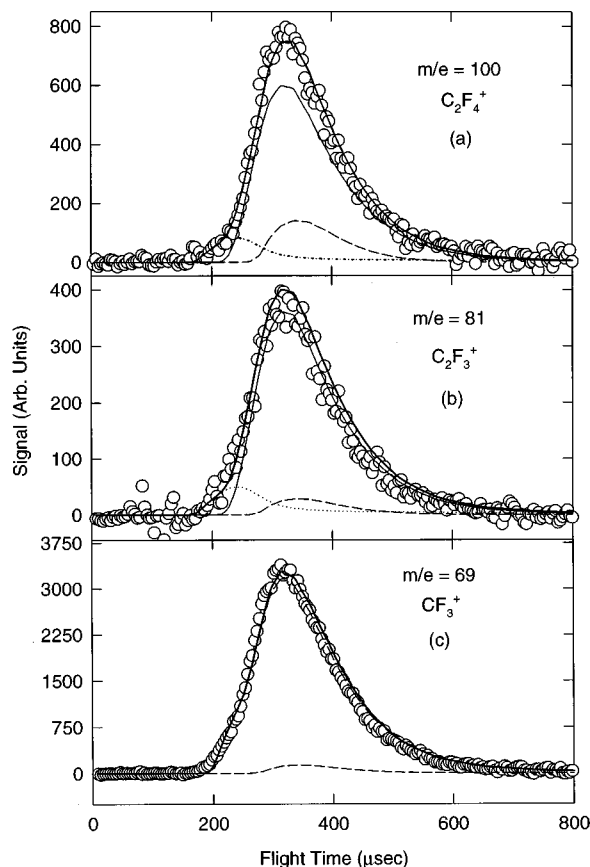 800
600
400
200
0
m/e = 100
C₂F₄⁺
(a)
400
300
200
100
0
m/e = 81
C₂F₃⁺
(b)
Signal (Arb. Units)
3750
3000
2250
1500
750
0
m/e = 69
CF₃⁺
(c)
0 200 400 600 800
Flight Time (μsec)